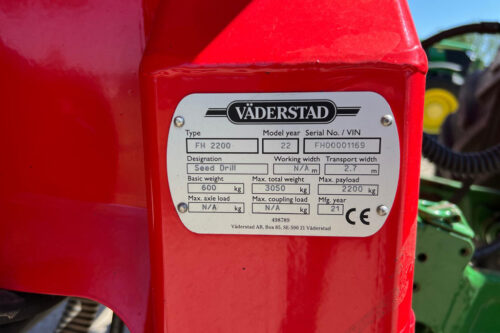 VÄDERSTAD
Type Model year Serial No. / VIN
FH 2200 22 FH00001169
Designation Working width Transport width
Seed Drill N/A m 2.7 m
Basic weight Max. total weight Max. payload
600 kg 3050 kg 2200 kg
Max. axle load Max. coupling load Mfg. year
N/A kg N/A kg 21 CE
498789
Väderstad AB, Box 85, SE-590 21 Väderstad